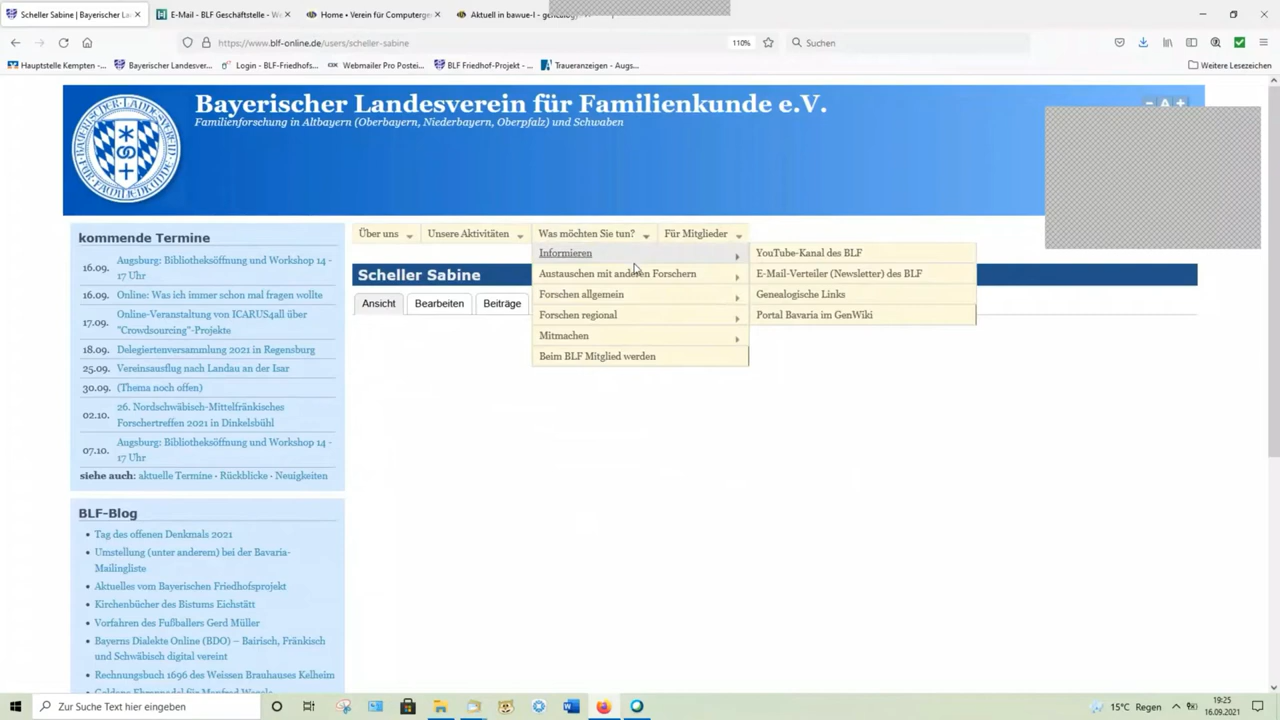 Scheller Sabine | Bayerischer La
E-Mail - BLF Geschäftstelle - W
Home • Verein für Computergen
Aktuell in bawue-l - genealogy
https://www.blf-online.de/users/scheller-sabine
110%
Suchen
Hauptstelle Kempten -...
Bayerischer Landesver...
Login - BLF-Friedhofs...
Webmailer Pro Postei...
BLF Friedhof-Projekt - ...
Traueranzeigen - Augs...
Weitere Lesezeichen
Bayerischer Landesverein für Familienkunde e.V.
Familienforschung in Altbayern (Oberbayern, Niederbayern, Oberpfalz) und Schwaben
- A +
kommende Termine
16.09. Augsburg: Bibliotheksöffnung und Workshop 14 -
17 Uhr
16.09. Online: Was ich immer schon mal fragen wollte
17.09. Online-Veranstaltung von ICARUS4all über
"Crowdsourcing"-Projekte
18.09. Delegiertenversammlung 2021 in Regensburg
25.09. Vereinsausflug nach Landau an der Isar
30.09. (Thema noch offen)
02.10. 26. Nordschwäbisch-Mittelfränkisches
Forschertreffen 2021 in Dinkelsbühl
07.10. Augsburg: Bibliotheksöffnung und Workshop 14 -
17 Uhr
siehe auch: aktuelle Termine · Rückblicke · Neuigkeiten
BLF-Blog
Tag des offenen Denkmals 2021
Umstellung (unter anderem) bei der Bavaria-
Mailingliste
Aktuelles vom Bayerischen Friedhofsprojekt
Kirchenbücher des Bistums Eichstätt
Vorfahren des Fußballers Gerd Müller
Bayerns Dialekte Online (BDO) – Bairisch, Fränkisch
und Schwäbisch digital vereint
Rechnungsbuch 1696 des Weissen Brauhauses Kelheim
Über uns
Unsere Aktivitäten
Was möchten Sie tun?
Für Mitglieder
Informieren
Austauschen mit anderen Forschern
Forschen allgemein
Forschen regional
Mitmachen
Beim BLF Mitglied werden
YouTube-Kanal des BLF
E-Mail-Verteiler (Newsletter) des BLF
Genealogische Links
Portal Bavaria im GenWiki
Scheller Sabine
Ansicht
Bearbeiten
Beiträge
Zur Suche Text hier eingeben
15°C Regen
19:25
16.09.2021